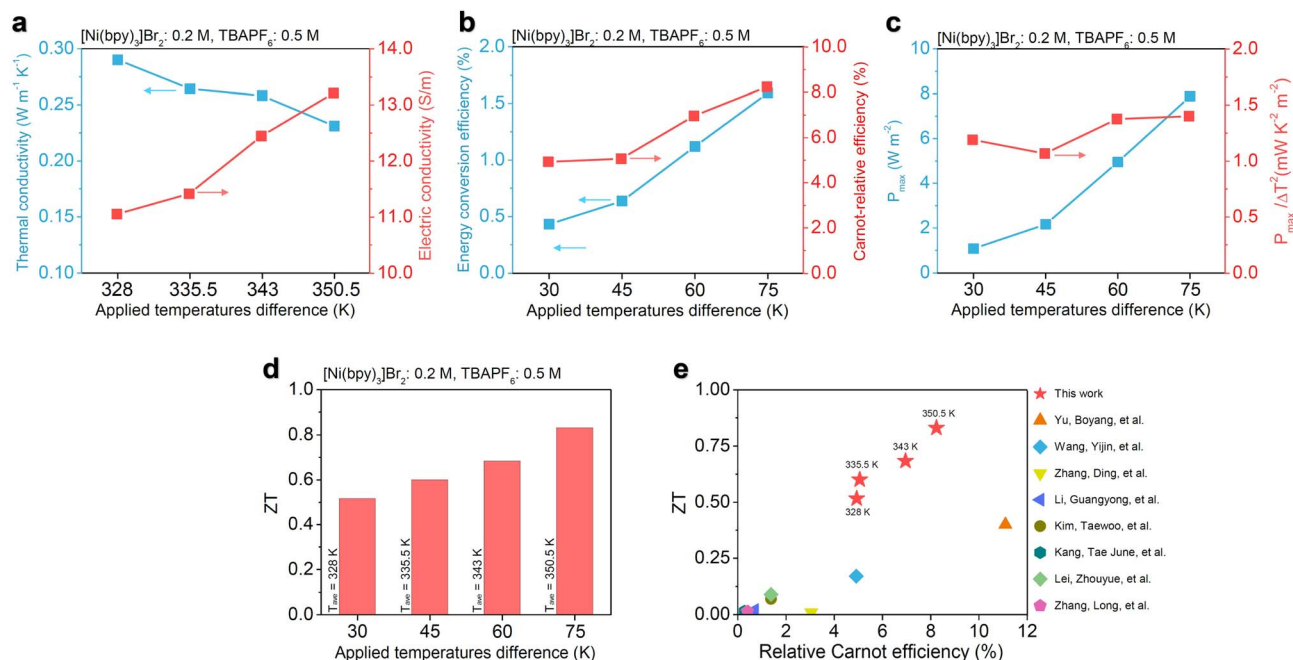 a
[Ni(bpy)₃]Br₂: 0.2 M, TBAPF₆: 0.5 M
Thermal conductivity (W m⁻¹ K⁻¹)
0.30
0.25
0.20
0.15
0.10
14.0
13.0
12.0
11.0
10.0
Electric conductivity (S/m)
328 335.5 343 350.5
Applied temperatures difference (K)
b
[Ni(bpy)₃]Br₂: 0.2 M, TBAPF₆: 0.5 M
Energy conversion efficiency (%)
2.0
1.5
1.0
0.5
0.0
10.0
8.0
6.0
4.0
2.0
0.0
Carnot-relative efficiency (%)
30 45 60 75
Applied temperatures difference (K)
c
[Ni(bpy)₃]Br₂: 0.2 M, TBAPF₆: 0.5 M
P_max (W m⁻²)
10
8
6
4
2
0
2.0
1.5
1.0
0.5
0.0
P_max /ΔT² (mW K⁻² m⁻²)
30 45 60 75
Applied temperatures difference (K)
d
[Ni(bpy)₃]Br₂: 0.2 M, TBAPF₆: 0.5 M
ZT
1.0
0.8
0.6
0.4
0.2
0.0
T_ave = 328 K
T_ave = 335.5 K
T_ave = 343 K
T_ave = 350.5 K
30 45 60 75
Applied temperatures difference (K)
e
ZT
1.00
0.75
0.50
0.25
0.00
350.5 K
343 K
335.5 K
328 K
0 2 4 6 8 10 12
Relative Carnot efficiency (%)
This work
Yu, Boyang, et al.
Wang, Yijin, et al.
Zhang, Ding, et al.
Li, Guangyong, et al.
Kim, Taewoo, et al.
Kang, Tae June, et al.
Lei, Zhouyue, et al.
Zhang, Long, et al.